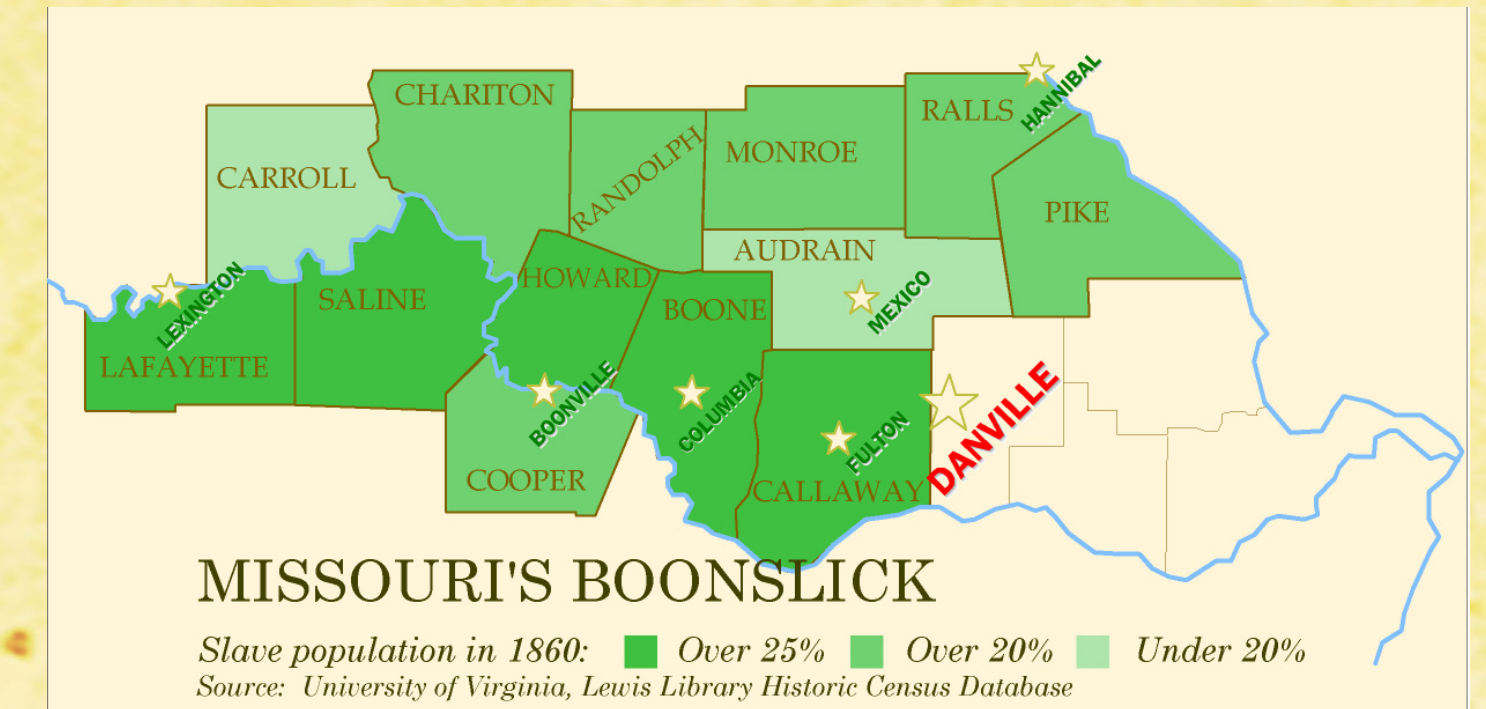 CHARITON
HANNIBAL
RALLS
RANDOLPH
MONROE
CARROLL
PIKE
AUDRAIN
HOWARD
LEXINGTON
SALINE
MEXICO
BOONE
LAFAYETTE
BOONVILLE
COLUMBIA
FULTON
DANVILLE
COOPER
CALLAWAY
MISSOURI'S BOONSLICK
Slave population in 1860: Over 25% Over 20% Under 20%
Source: University of Virginia, Lewis Library Historic Census Database